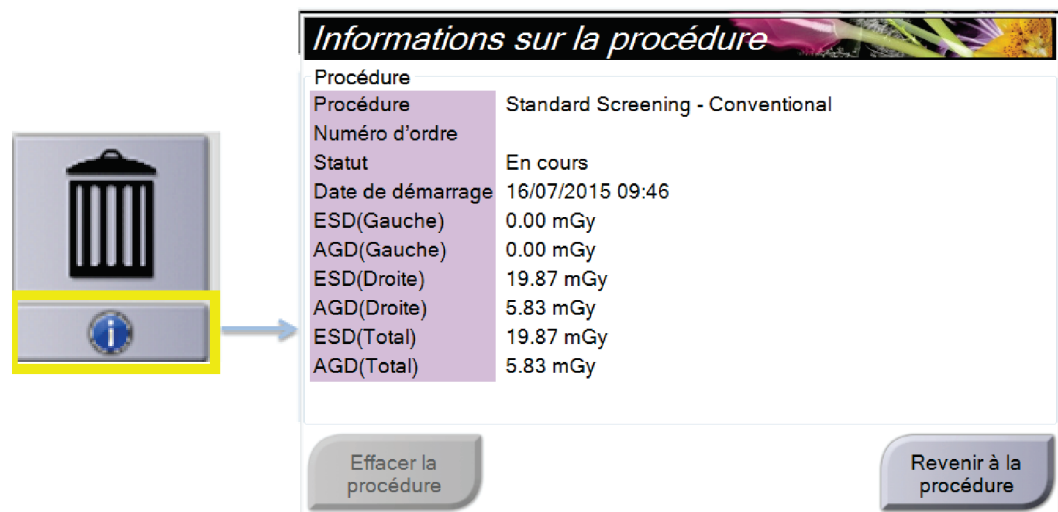 Informations sur la procédure
Procédure
Procédure Standard Screening - Conventional
Numéro d'ordre
Statut En cours
Date de démarrage 16/07/2015 09:46
ESD(Gauche) 0.00 mGy
AGD(Gauche) 0.00 mGy
ESD(Droite) 19.87 mGy
AGD(Droite) 5.83 mGy
ESD(Total) 19.87 mGy
AGD(Total) 5.83 mGy
i
Effacer la
procédure
Revenir à la
procédure